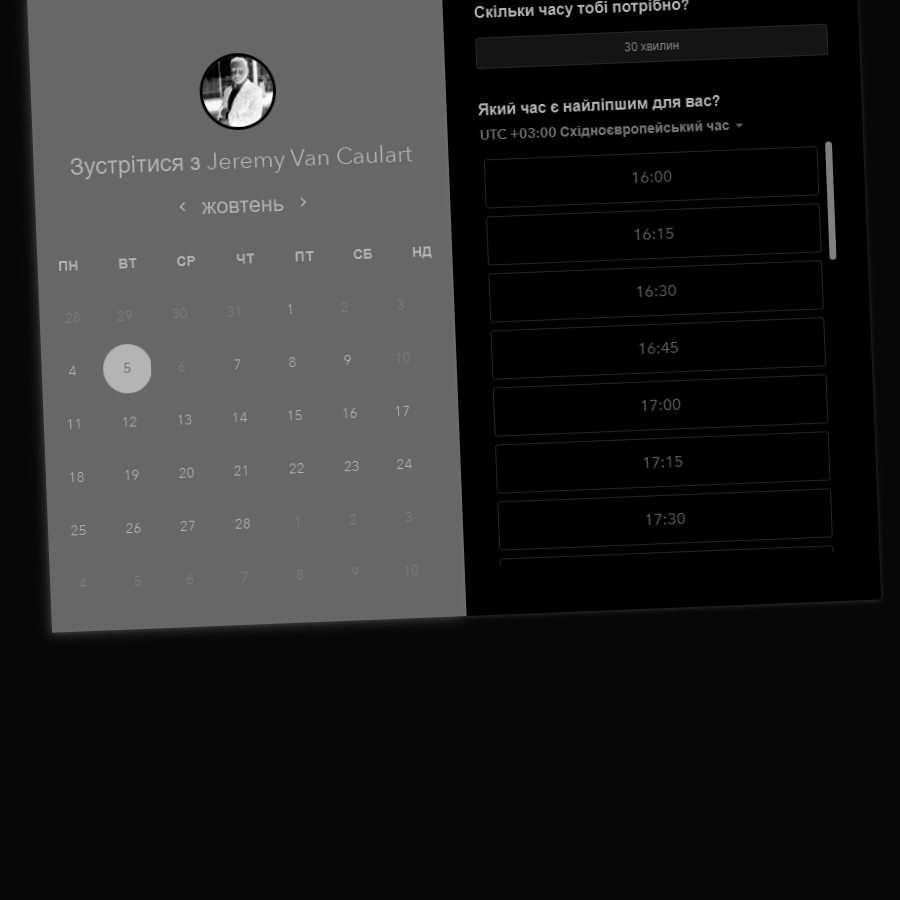 Зустрітися з Jeremy Van Caulart
‹ жовтень ›
ПН ВТ СР ЧТ ПТ СБ НД
28 29 30 31 1 2 3
4 5 6 7 8 9 10
11 12 13 14 15 16 17
18 19 20 21 22 23 24
25 26 27 28 1 2 3
4 5 6 7 8 9 10
Скільки часу тобі потрібно?
30 хвилин
Який час є найліпшим для вас?
UTC +03:00 Східноєвропейський час
16:00
16:15
16:30
16:45
17:00
17:15
17:30